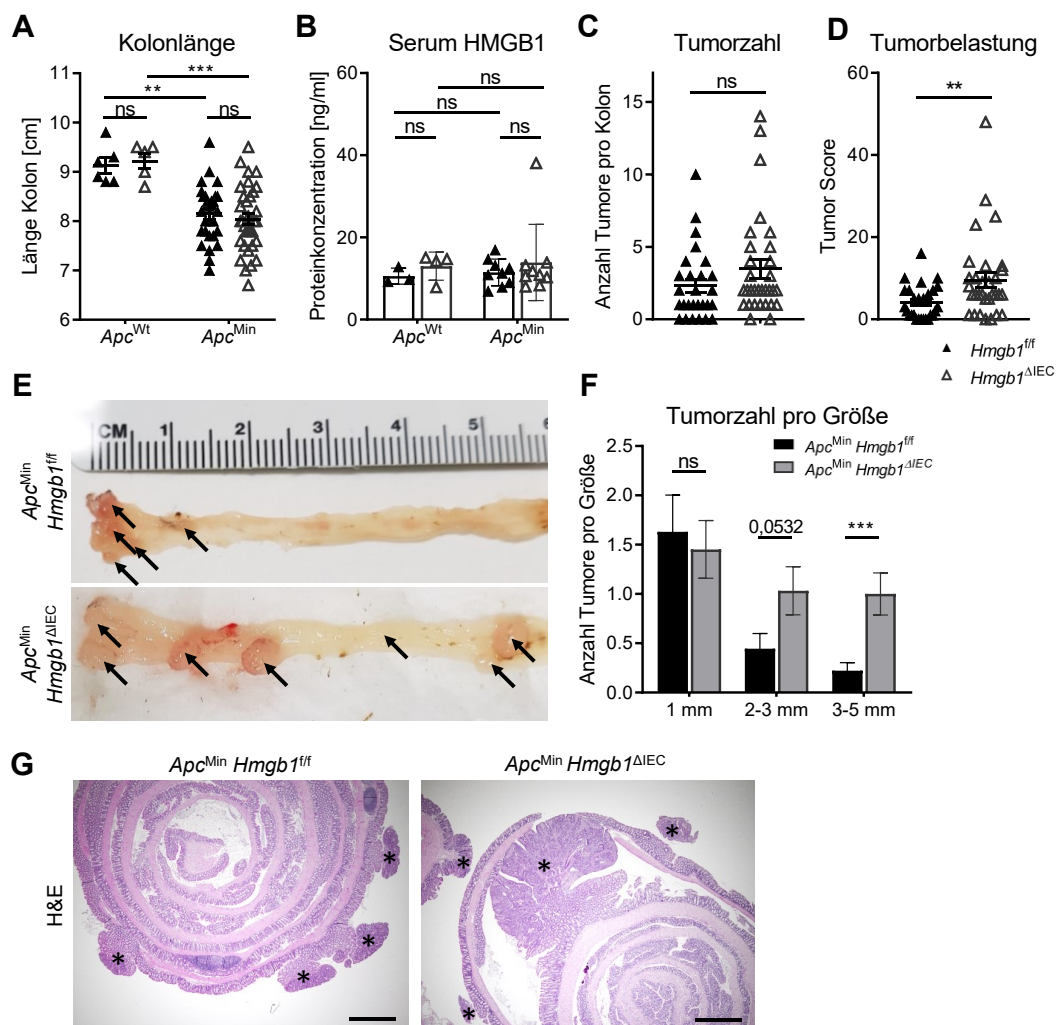 A
Kolonlänge
Länge Kolon [cm]
11
10
9
8
7
6
***
**
ns
ns
Apc^Wt
Apc^Min
B
Serum HMGB1
Proteinkonzentration [ng/ml]
60
40
20
0
ns
ns
ns
ns
Apc^Wt
Apc^Min
C
Tumorzahl
Anzahl Tumore pro Kolon
15
10
5
0
ns
D
Tumorbelastung
Tumor Score
60
40
20
0
**
Hmgb1^f/f
Hmgb1^ΔIEC
E
Apc^Min
Hmgb1^f/f
CM 1 2 3 4 5 6
Apc^Min
Hmgb1^ΔIEC
F
Tumorzahl pro Größe
Anzahl Tumore pro Größe
2.5
2.0
1.5
1.0
0.5
0.0
Apc^Min Hmgb1^f/f
Apc^Min Hmgb1^ΔIEC
ns
0,0532
***
1 mm
2-3 mm
3-5 mm
G
Apc^Min Hmgb1^f/f
Apc^Min Hmgb1^ΔIEC
H&E
*
*
*
*
*
*
*
*